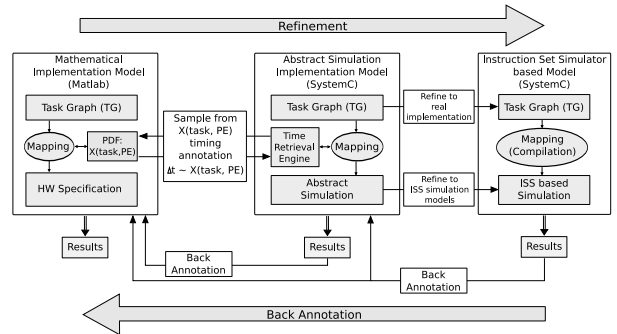 Refinement
Mathematical
Implementation Model
(Matlab)
Task Graph (TG)
Mapping
PDF:
X(task,PE)
HW Specification
Results
Sample from
X(task, PE)
timing
annotation
Δt ~ X(task, PE)
Abstract Simulation
Implementation Model
(SystemC)
Task Graph (TG)
Time
Retrieval
Engine
Mapping
Abstract
Simulation
Results
Refine to
real
implementation
Refine to
ISS simulation
models
Instruction Set Simulator
based Model
(SystemC)
Task Graph (TG)
Mapping
(Compilation)
ISS based
Simulation
Results
Back
Annotation
Back
Annotation
Back Annotation